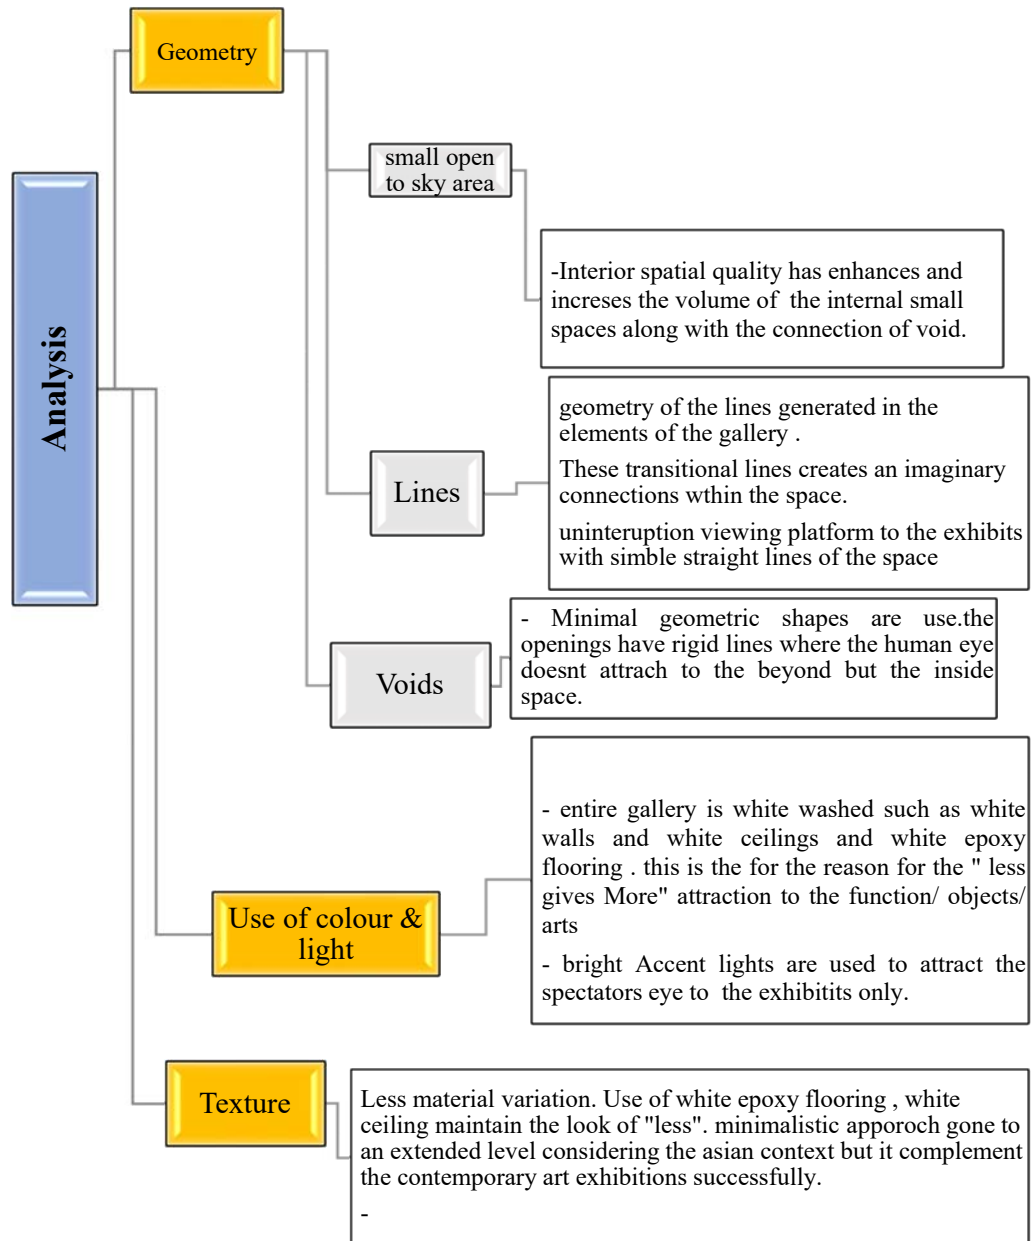 Geometry
small open
to sky area
-Interior spatial quality has enhances and
increses the volume of the internal small
spaces along with the connection of void.
Analysis
geometry of the lines generated in the
elements of the gallery .
These transitional lines creates an imaginary
connections wthin the space.
uninteruption viewing platform to the exhibits
with simble straight lines of the space
Lines
- Minimal geometric shapes are use.the
openings have rigid lines where the human eye
doesnt attrach to the beyond but the inside
space.
Voids
- entire gallery is white washed such as white
walls and white ceilings and white epoxy
flooring . this is the for the reason for the " less
gives More" attraction to the function/ objects/
arts
- bright Accent lights are used to attract the
spectators eye to the exhibitits only.
Use of colour &
light
Texture
Less material variation. Use of white epoxy flooring , white
ceiling maintain the look of "less". minimalistic apporoch gone to
an extended level considering the asian context but it complement
the contemporary art exhibitions successfully.
-